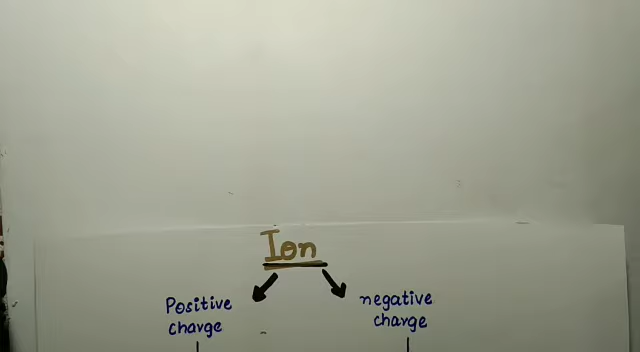 Ion
Positive
charge
negative
charge